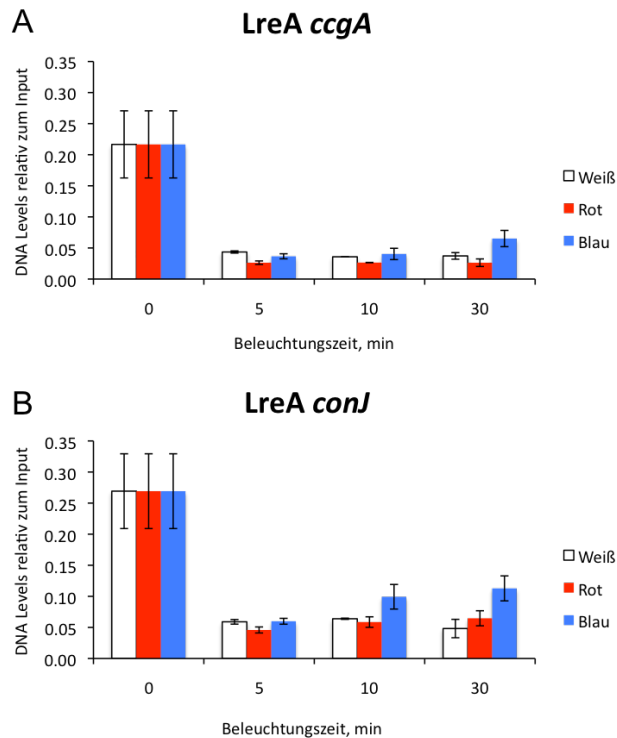 A
LreA ccgA
DNA Levels relativ zum Input
0.35
0.30
0.25
0.20
0.15
0.10
0.05
0.00
0 5 10 30
Beleuchtungszeit, min
Weiß
Rot
Blau
B
LreA conJ
DNA Levels relativ zum Input
0.35
0.30
0.25
0.20
0.15
0.10
0.05
0.00
0 5 10 30
Beleuchtungszeit, min
Weiß
Rot
Blau